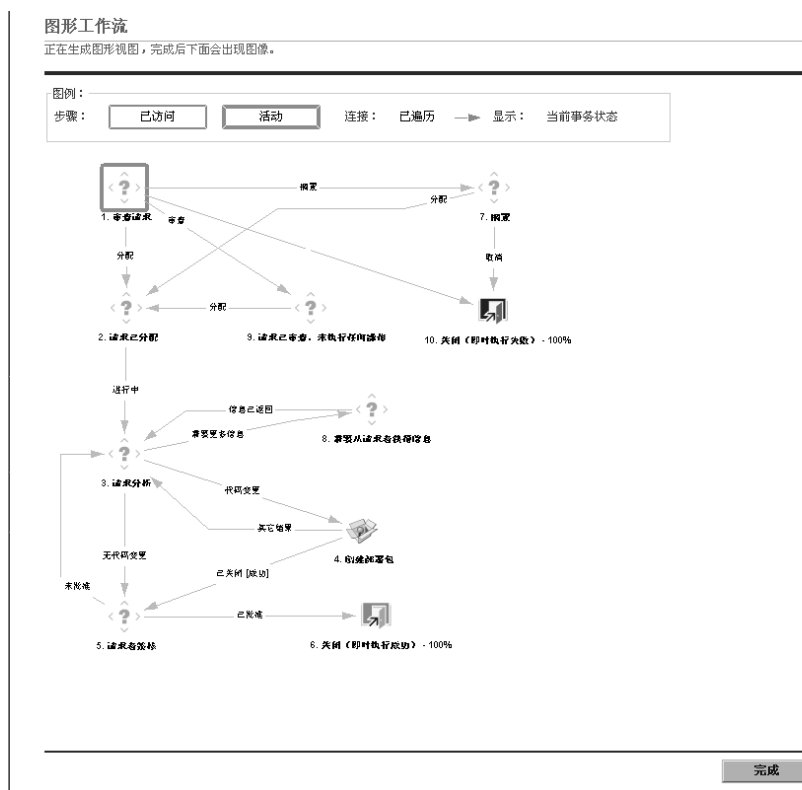 图形工作流
正在生成图形视图，完成后下面会出现图像。
图例：
步骤： 已访问 活动 连接： 已遍历 显示： 当前事务状态
搁置
分配
1. 审查请求
审查
7. 搁置
分配
取消
分配
2. 请求已分配
9. 请求已审查，未执行任何操作
10. 关闭（即时执行失败） - 100%
进行中
信息已返回
需要更多信息
8. 需要从请求者获得信息
3. 请求分析
代码变更
其它结果
无代码变更
4. 创建部署包
已关闭 [成功]
未批准
已批准
5. 请求者签核
6. 关闭（即时执行成功） - 100%
完成